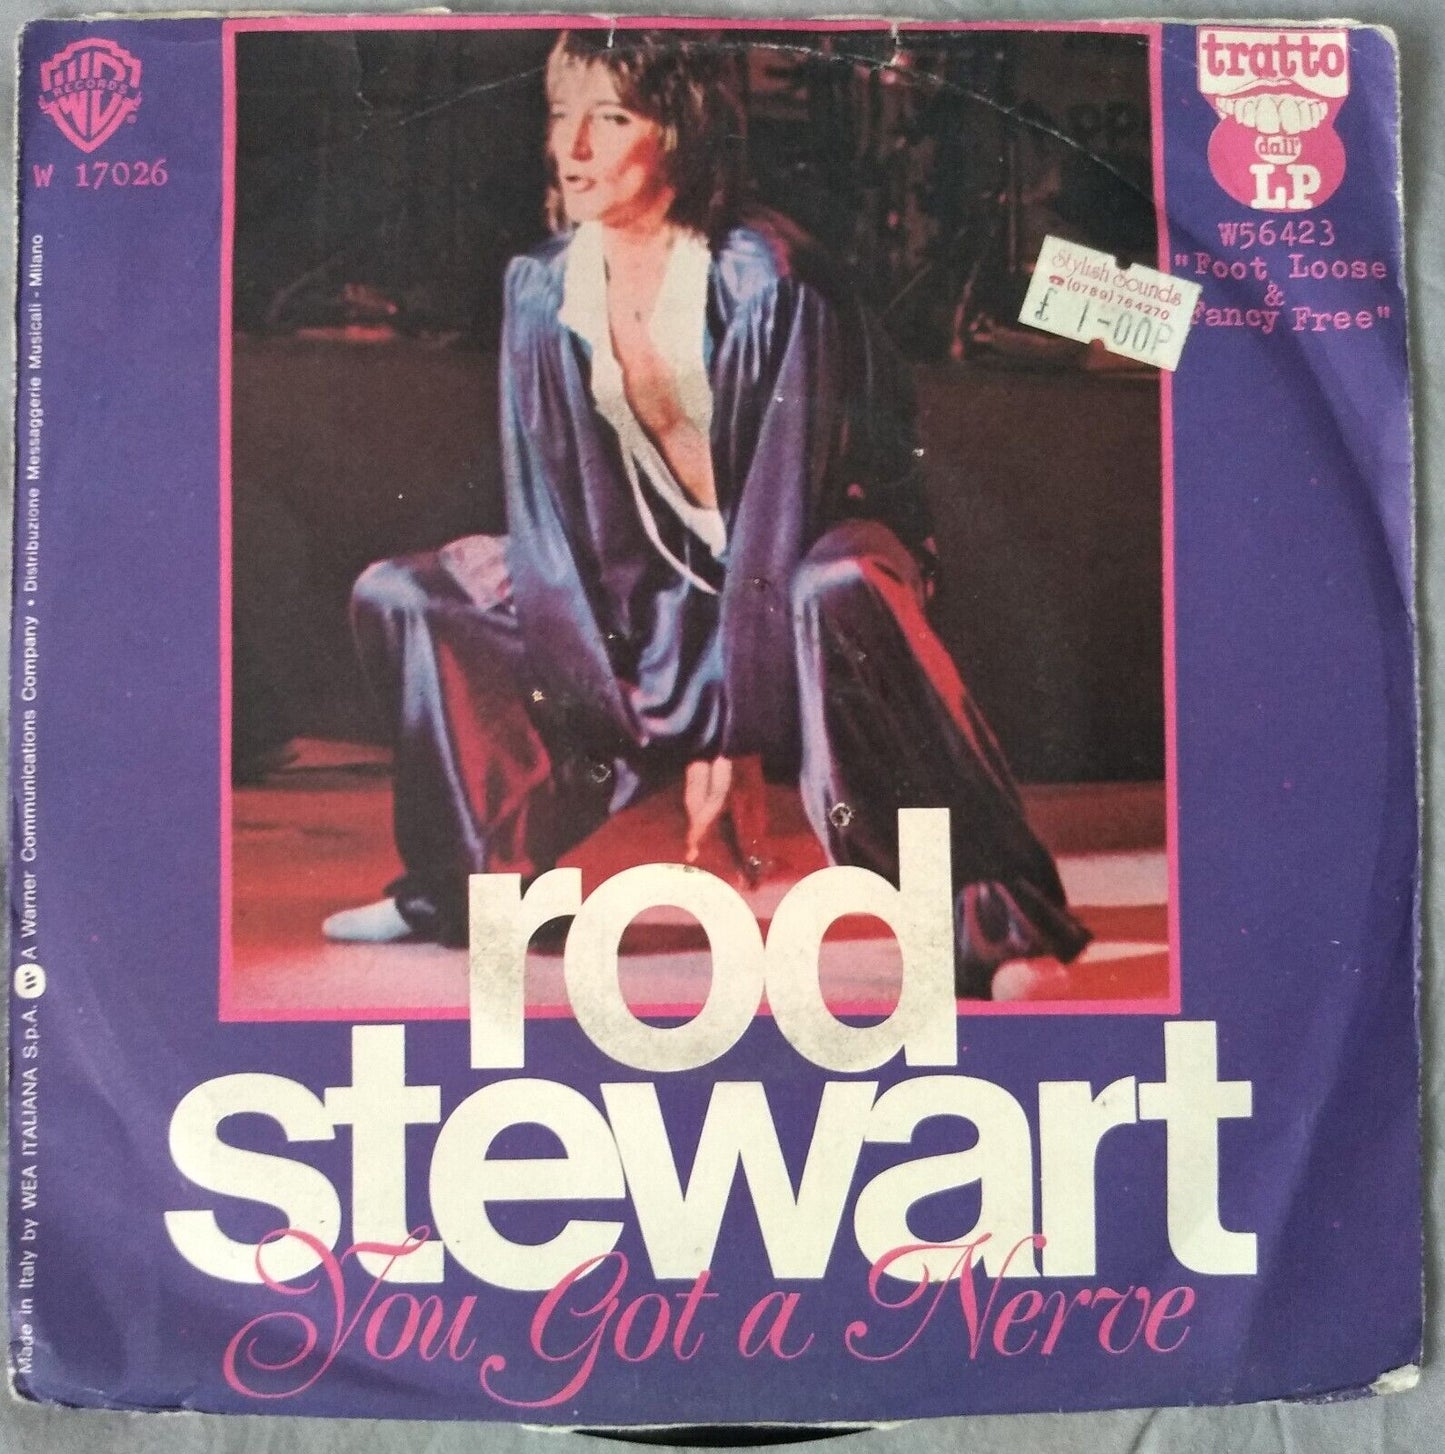 WB
RECORDS
W 17026
tratto
dall'
LP
W56423
"Foot Loose
&
Fancy Free"
Stylish Sounds
☎(0789)764270
£ 1-00P
rod
stewart
You Got a Nerve
Made in Italy by WEA ITALIANA S.p.A. W A Warner Communications Company • Distribuzione Messaggerie Musicali - Milano